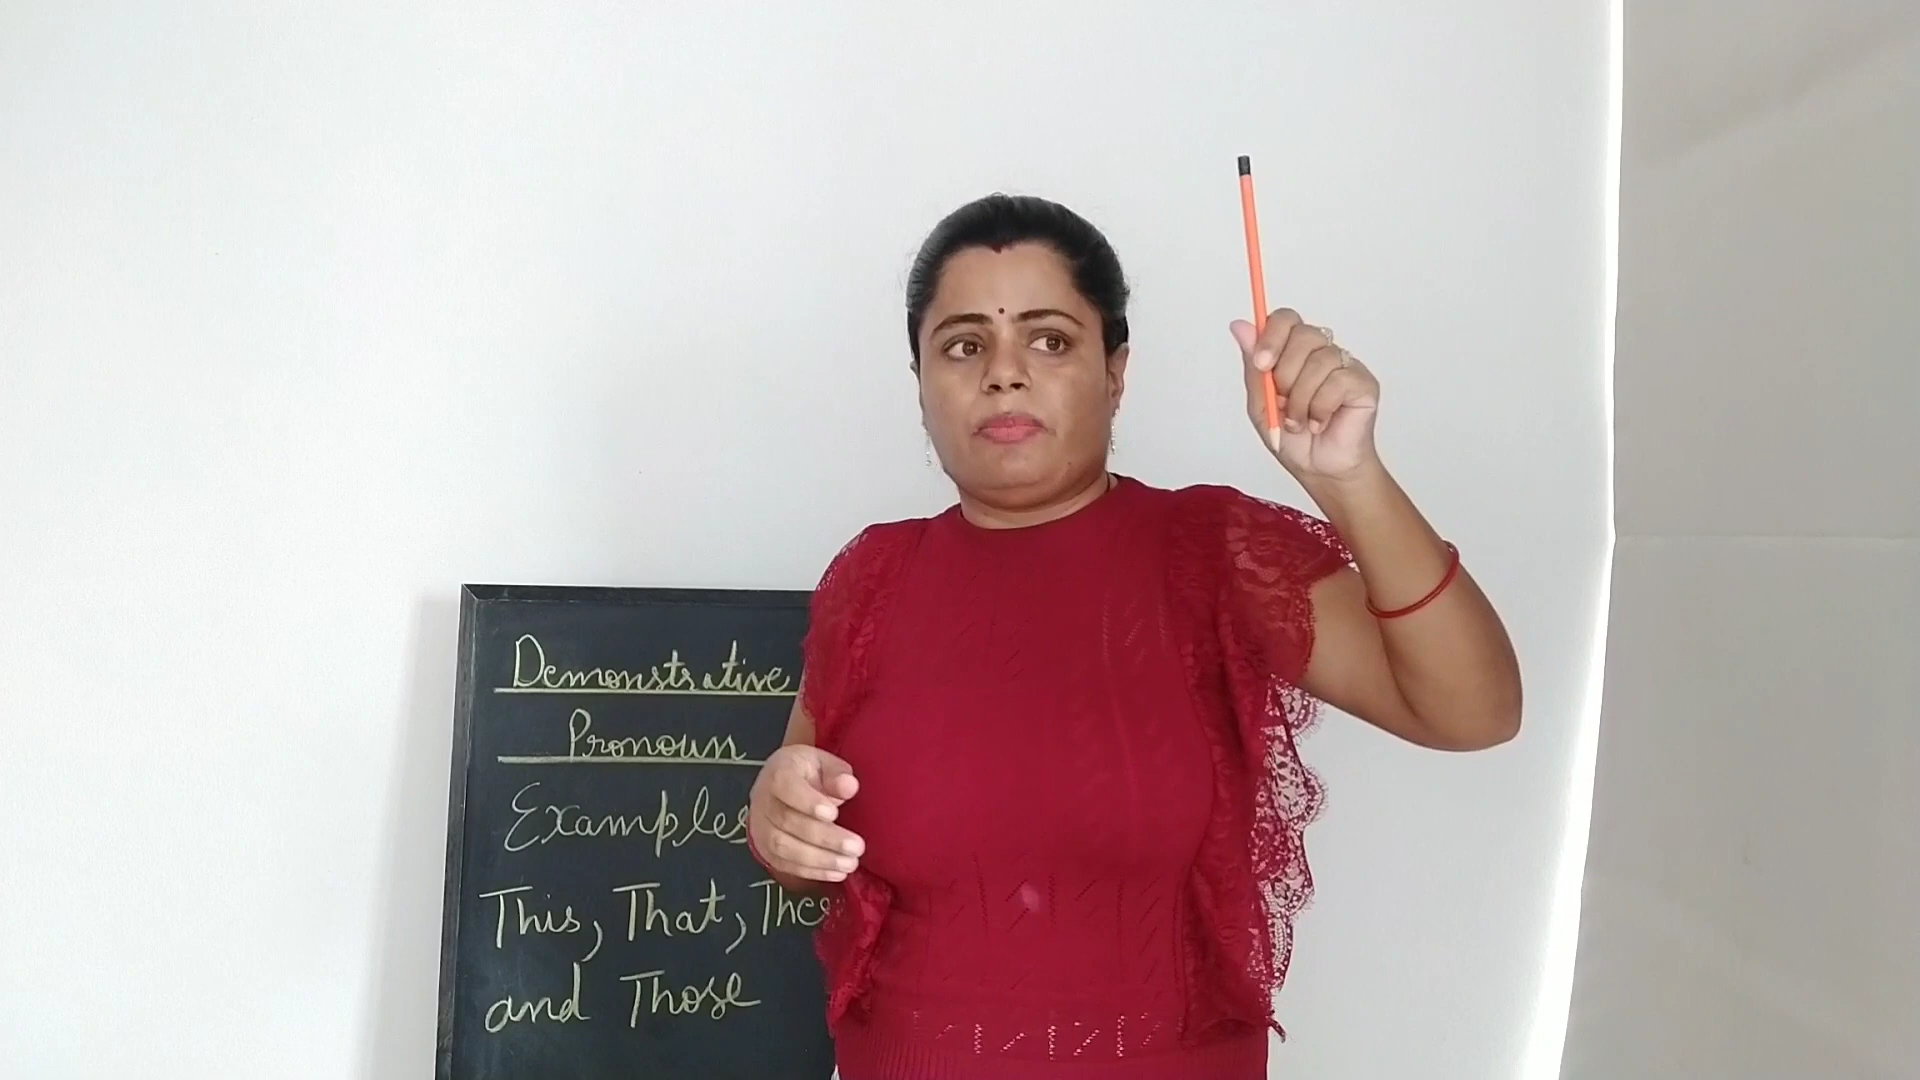 Demonstrative
Pronoun
Examples
This, That,
and Those